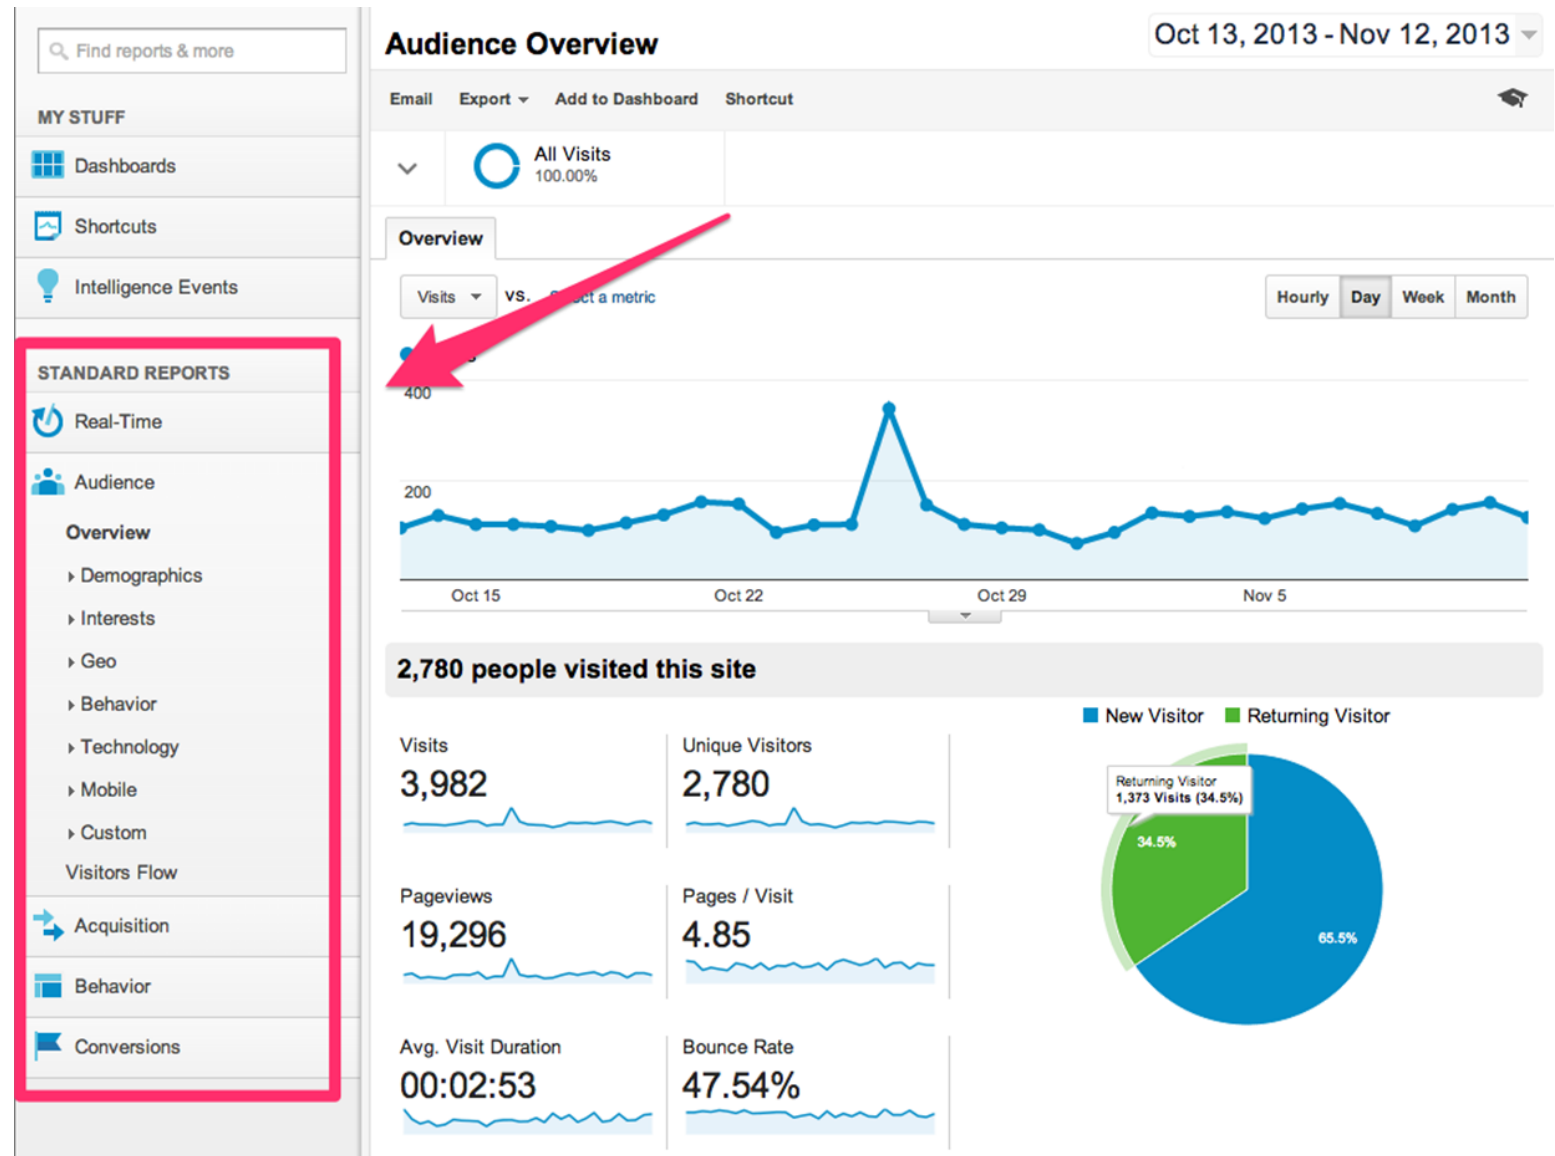 Find reports & more
MY STUFF
Dashboards
Shortcuts
Intelligence Events
STANDARD REPORTS
Real-Time
Audience
Overview
Demographics
Interests
Geo
Behavior
Technology
Mobile
Custom
Visitors Flow
Acquisition
Behavior
Conversions
Audience Overview
Oct 13, 2013 - Nov 12, 2013
Email Export Add to Dashboard Shortcut
All Visits
100.00%
Overview
Visits VS. a metric
Hourly Day Week Month
400
200
Oct 15 Oct 22 Oct 29 Nov 5
2,780 people visited this site
Visits
3,982
Unique Visitors
2,780
Pageviews
19,296
Pages / Visit
4.85
Avg. Visit Duration
00:02:53
Bounce Rate
47.54%
New Visitor Returning Visitor
Returning Visitor
1,373 Visits (34.5%)
34.5%
65.5%